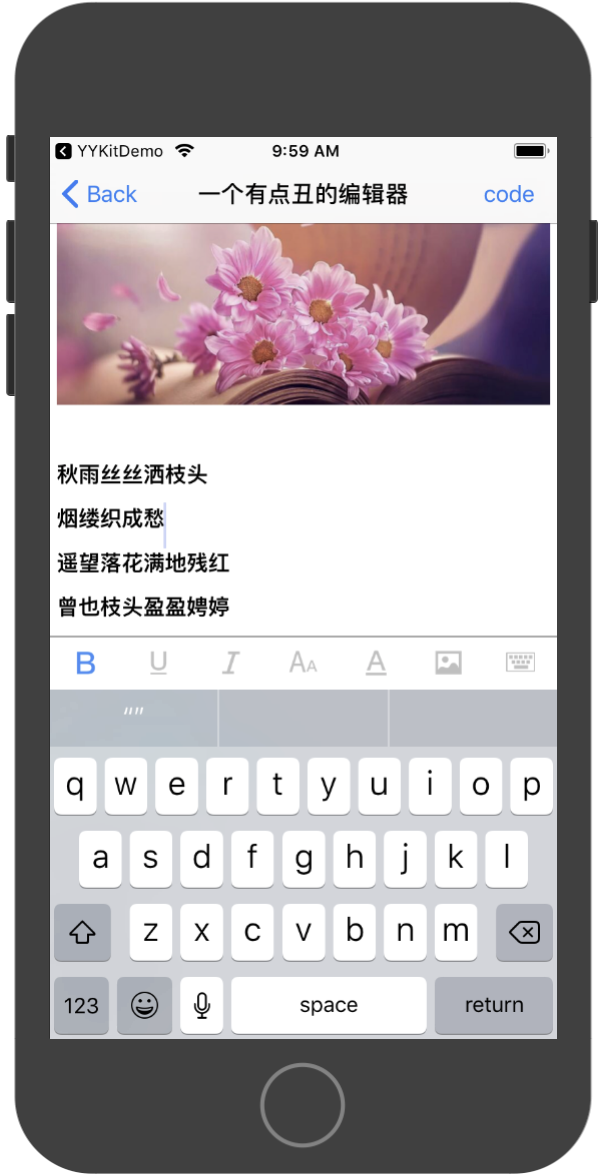 YYKitDemo 9:59 AM
Back 一个有点丑的编辑器 code
秋雨丝丝洒枝头
烟缕织成愁
遥望落花满地残红
曾也枝头盈盈娉婷
B U I AA A
""
q w e r t y u i o p
a s d f g h j k l
z x c v b n m
123 space return